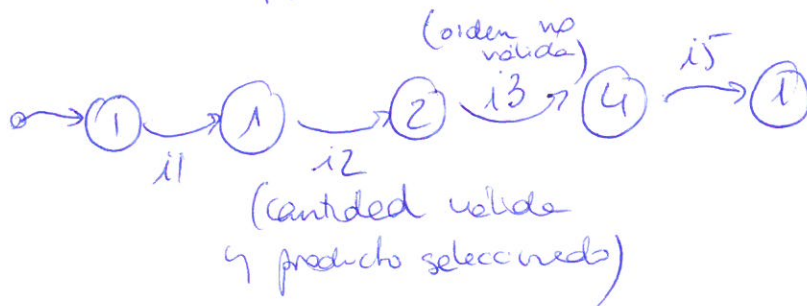 (orden no
válida)
1 1 2 i3 4 i5 1
i1 i2
(cantidad válida
y producto seleccionado)